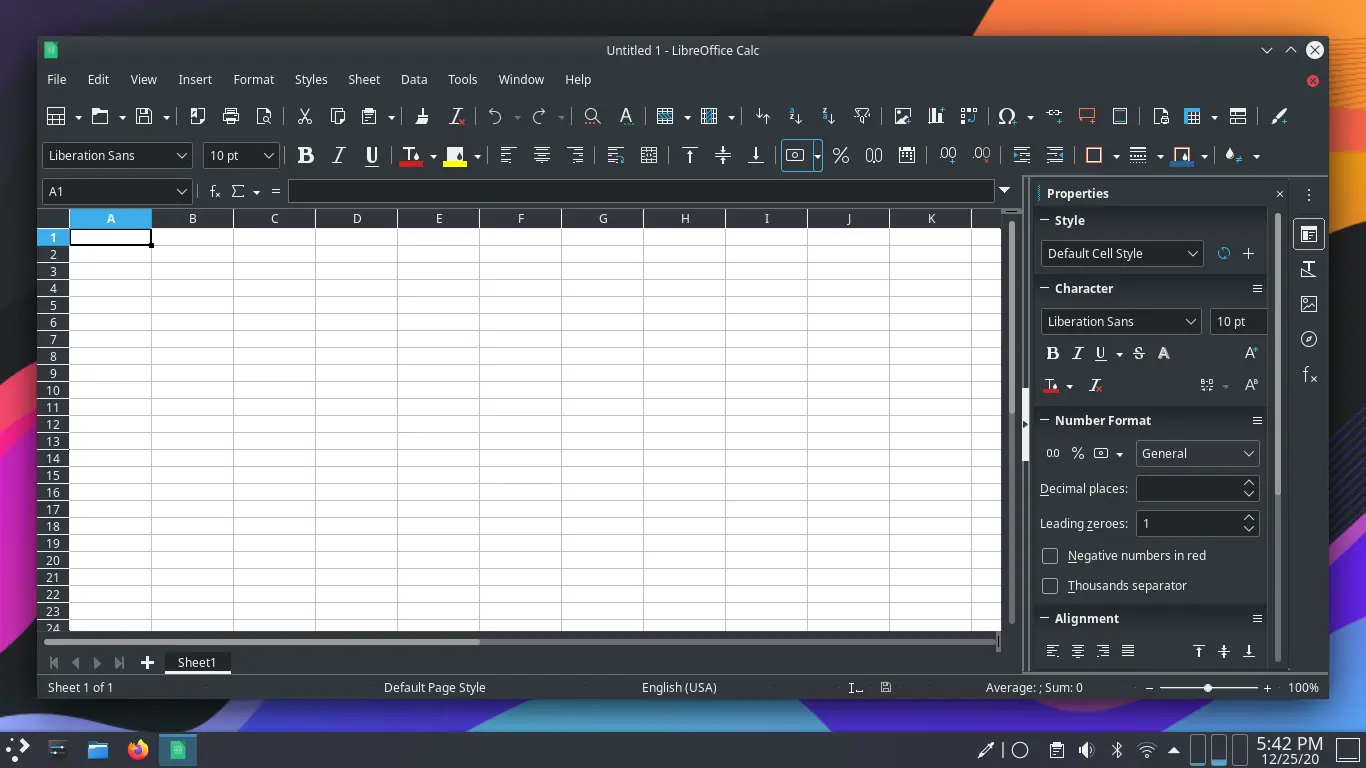 Untitled 1 - LibreOffice Calc
File Edit View Insert Format Styles Sheet Data Tools Window Help
Liberation Sans 10 pt
A1
A B C D E F G H I J K
1
2
3
4
5
6
7
8
9
10
11
12
13
14
15
16
17
18
19
20
21
22
23
24
Properties
Style
Default Cell Style
Character
Liberation Sans 10 pt
Number Format
General
Decimal places:
Leading zeroes: 1
Negative numbers in red
Thousands separator
Alignment
Sheet1
Sheet 1 of 1 Default Page Style English (USA) Average: ; Sum: 0 100%
5:42 PM
12/25/20